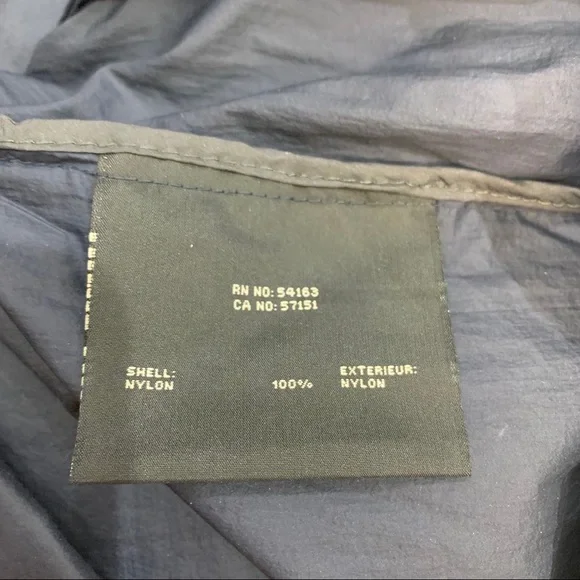 RN NO: 54163
CA NO: 57151
SHELL: EXTERIEUR:
NYLON 100% NYLON